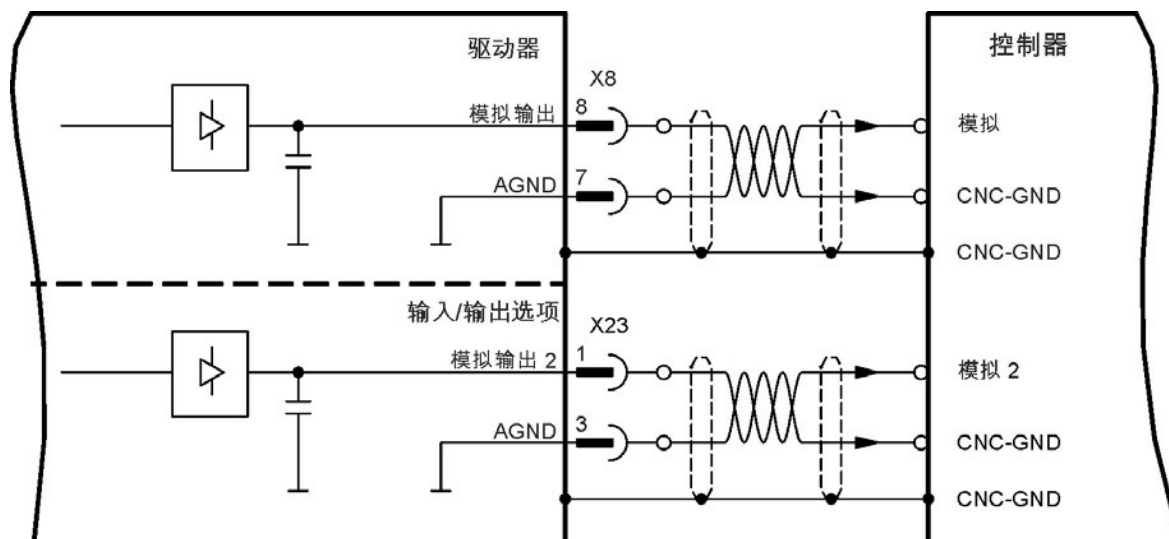 驱动器
控制器
X8
模拟输出
8
模拟
AGND
7
CNC-GND
CNC-GND
输入/输出选项
X23
模拟输出 2
1
模拟 2
AGND
3
CNC-GND
CNC-GND